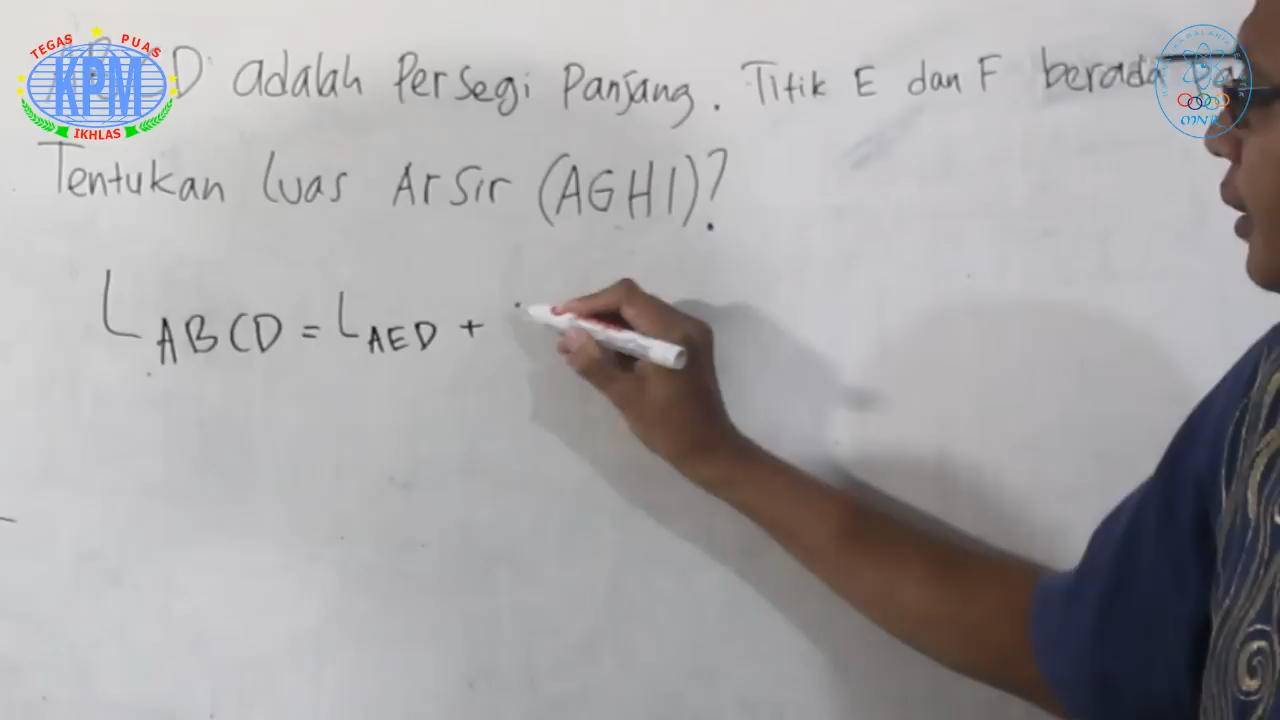 TEGAS PUAS
KPM
IKHLAS
D adalah Persegi Panjang. Titik E dan F berada
Tentukan Luas Arsir (AGHI)?
L ABCD = L AED +